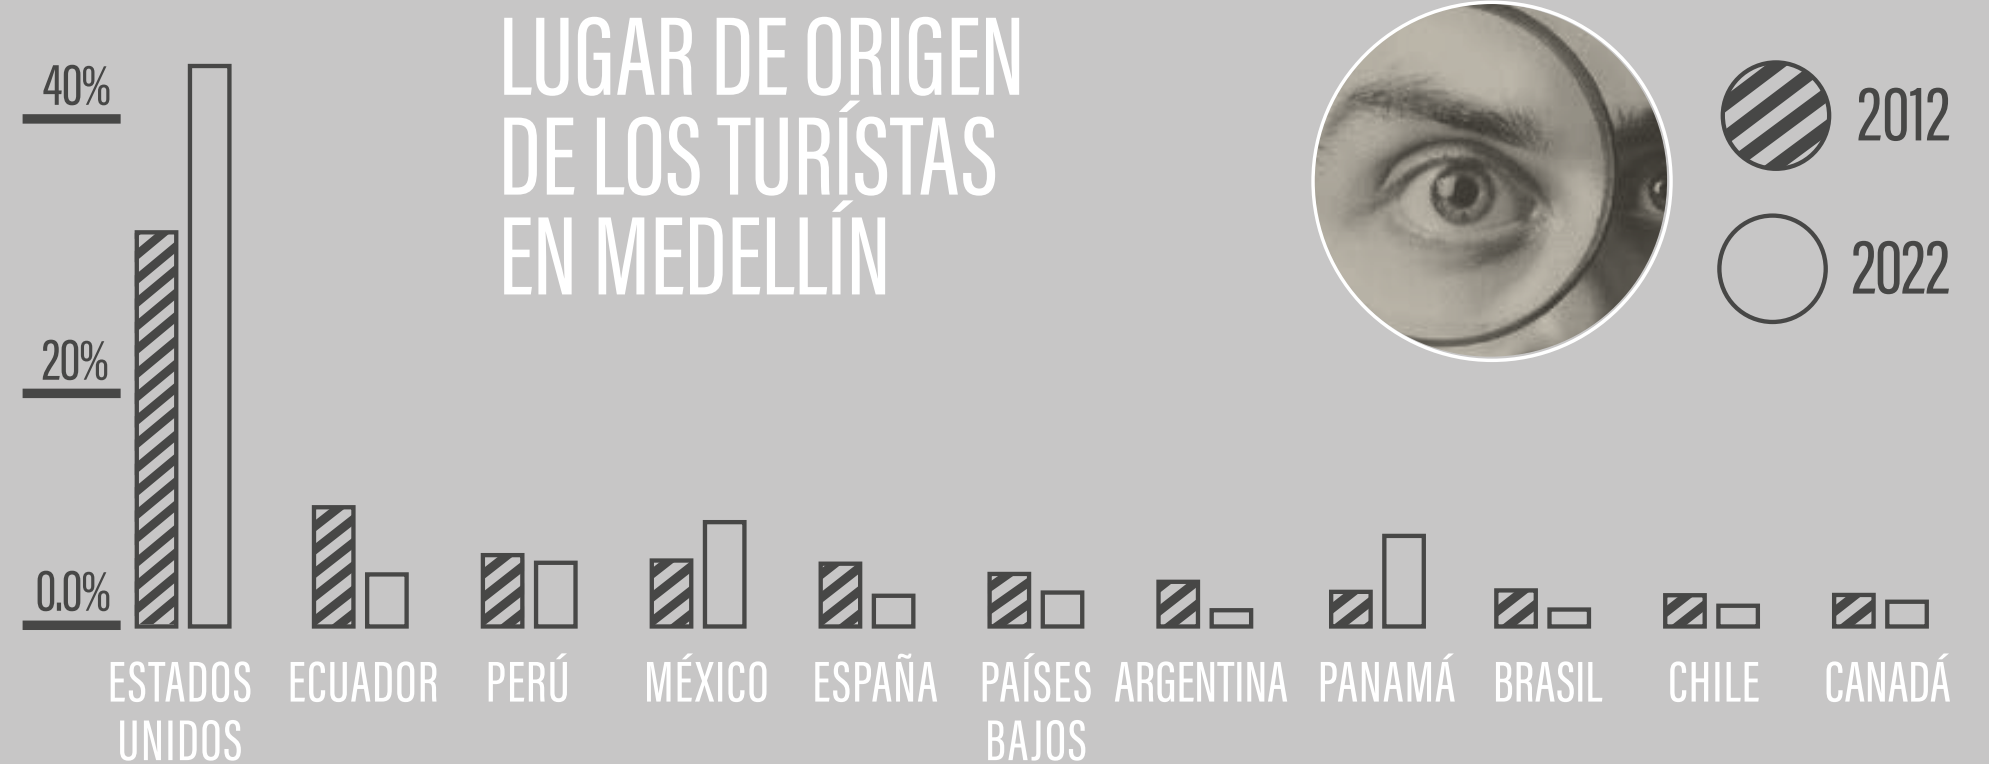 LUGAR DE ORIGEN
DE LOS TURÍSTAS
EN MEDELLÍN
2012
2022
40%
20%
0.0%
ESTADOS
UNIDOS
ECUADOR
PERÚ
MÉXICO
ESPAÑA
PAÍSES
BAJOS
ARGENTINA
PANAMÁ
BRASIL
CHILE
CANADÁ